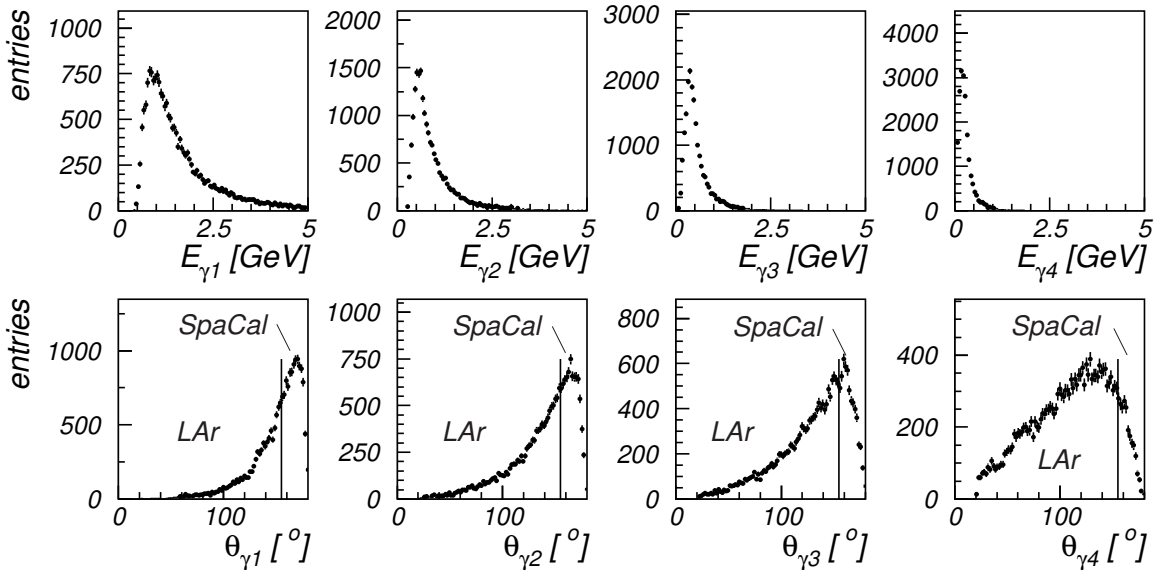 entries
1000
750
500
250
0
0 2.5 5
E_γ1 [GeV]
2000
1500
1000
500
0
0 2.5 5
E_γ2 [GeV]
3000
2000
1000
0
0 2.5 5
E_γ3 [GeV]
4000
3000
2000
1000
0
0 2.5 5
E_γ4 [GeV]
entries
1000
500
0
SpaCal
LAr
0 100
θ_γ1 [°]
1000
750
500
250
0
SpaCal
LAr
0 100
θ_γ2 [°]
800
600
400
200
0
SpaCal
LAr
0 100
θ_γ3 [°]
400
200
0
SpaCal
LAr
0 100
θ_γ4 [°]